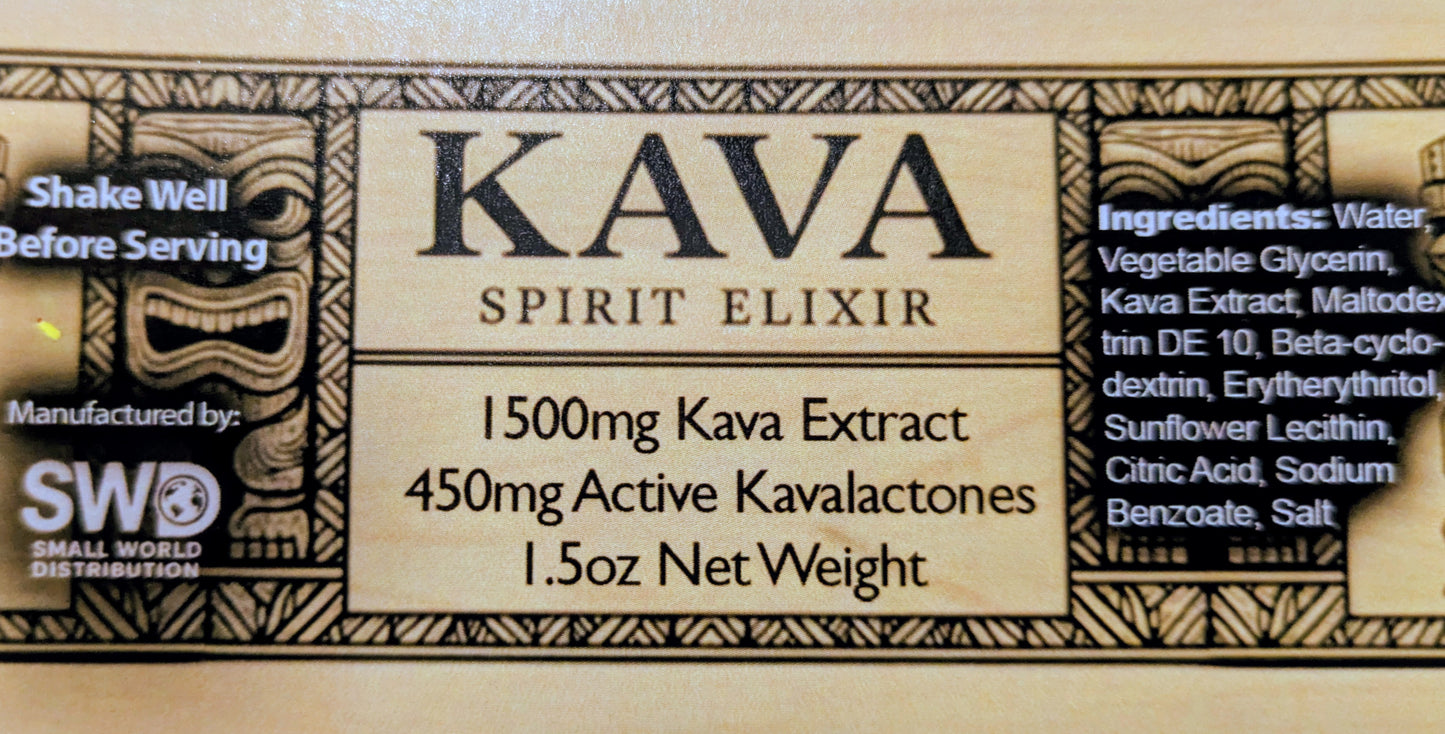 Shake Well
Before Serving
Manufactured by:
SWD
SMALL WORLD
DISTRIBUTION
KAVA
SPIRIT ELIXIR
1500mg Kava Extract
450mg Active Kavalactones
1.5oz Net Weight
Ingredients: Water,
Vegetable Glycerin,
Kava Extract, Maltodex
trin DE 10, Beta-cyclo-
dextrin, Erytherythritol,
Sunflower Lecithin,
Citric Acid, Sodium
Benzoate, Salt